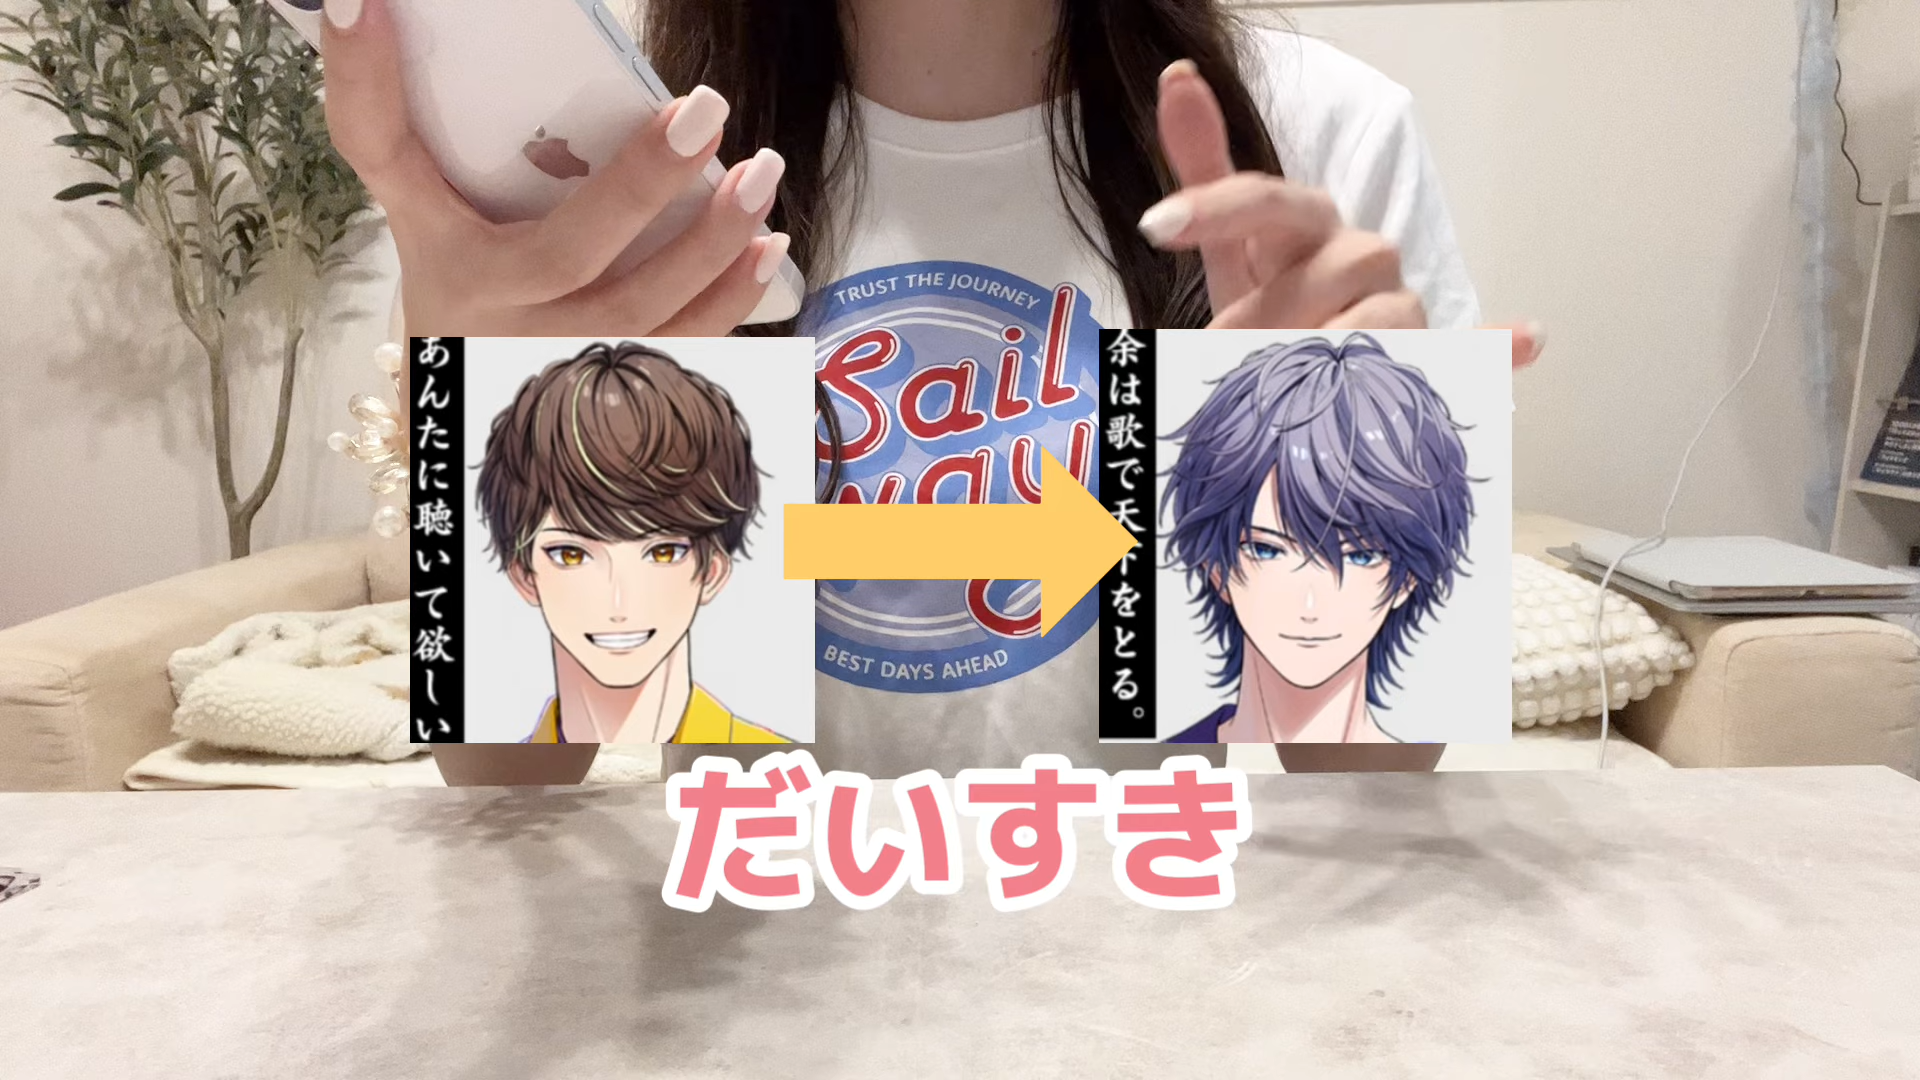 TRUST THE JOURNEY
Sail
way
BEST DAYS AHEAD
あんたに聴いて欲しい
余は歌で天下をとる。
だいすき